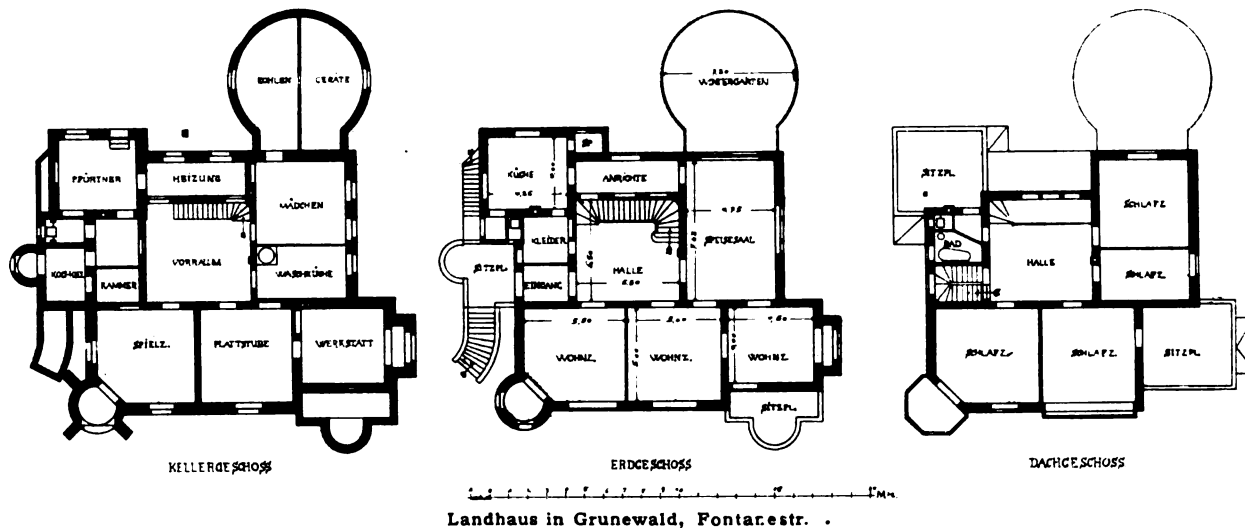 KOHLEN
GERÄTE
PFÖRTNER
HEIZUNG
MÄDCHEN
VORRAUM
WASCHKÜCHE
KAMMER
SPIELZ.
PLÄTTSTUBE
WERKSTATT
KELLERGESCHOSS
WINTERGARTEN
KÜCHE
ANRICHTE
KLEIDER
SPEISESAAL
SITZPL.
EINGANG
HALLE
WOHNZ.
WOHNZ.
WOHNZ.
SITZPL.
ERDGESCHOSS
SITZPL.
SCHLAFZ.
BAD
HALLE
SCHLAFZ.
SCHLAFZ.
SCHLAFZ.
SITZPL.
DACHGESCHOSS
Landhaus in Grunewald, Fontanestr.